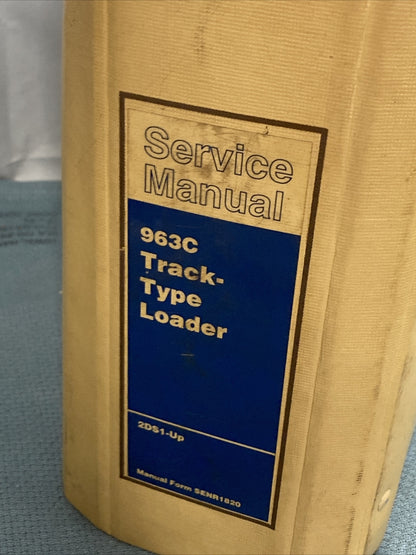 Service
Manual
963C
Track-
Type
Loader
2DS1-Up
Manual Form SENR1820